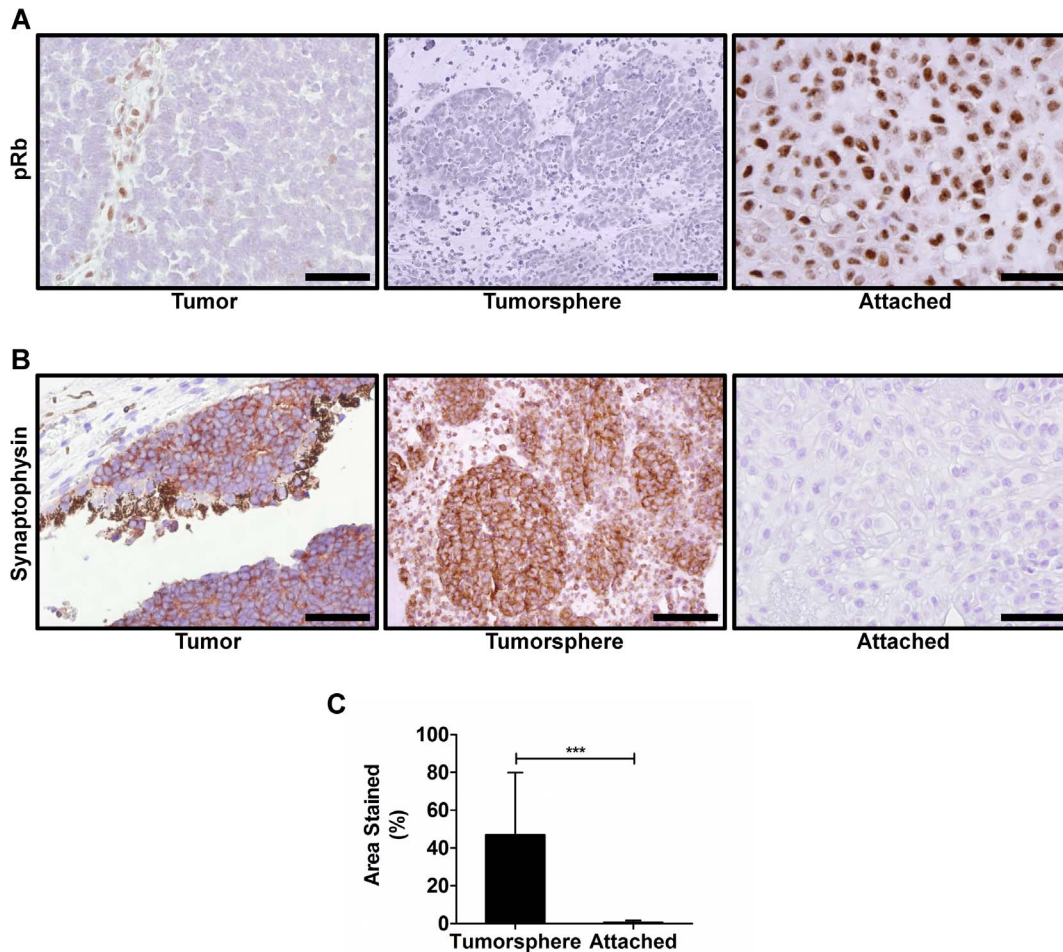 A
pRb
Tumor
Tumorsphere
Attached
B
Synaptophysin
Tumor
Tumorsphere
Attached
C
Area Stained
(%)
100
80
60
40
20
0
***
Tumorsphere
Attached